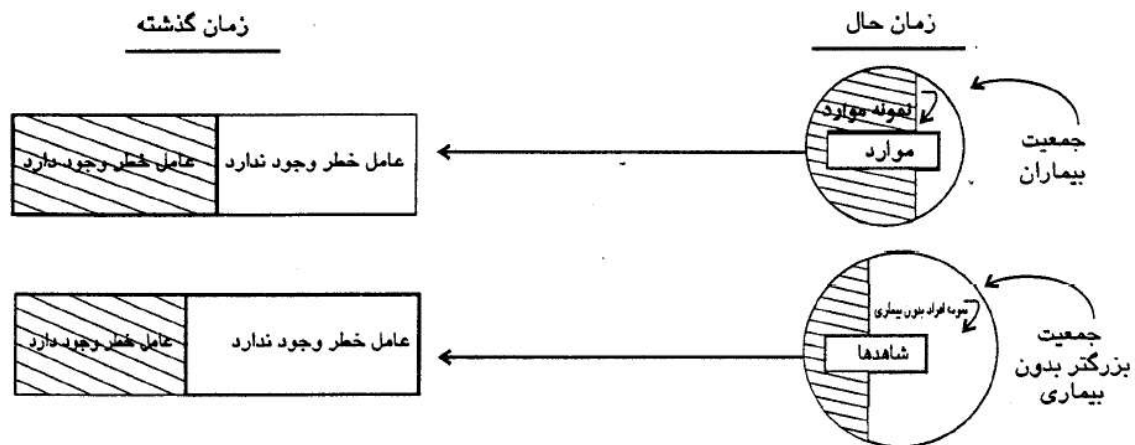 زمان حال
زمان گذشته
نمونه موارد
موارد
جمعیت
بیماران
عامل خطر وجود ندارد
عامل خطر وجود دارد
نمونه افراد بدون بیماری
شاهدها
جمعیت
بزرگتر بدون
بیماری
عامل خطر وجود ندارد
عامل خطر وجود دارد